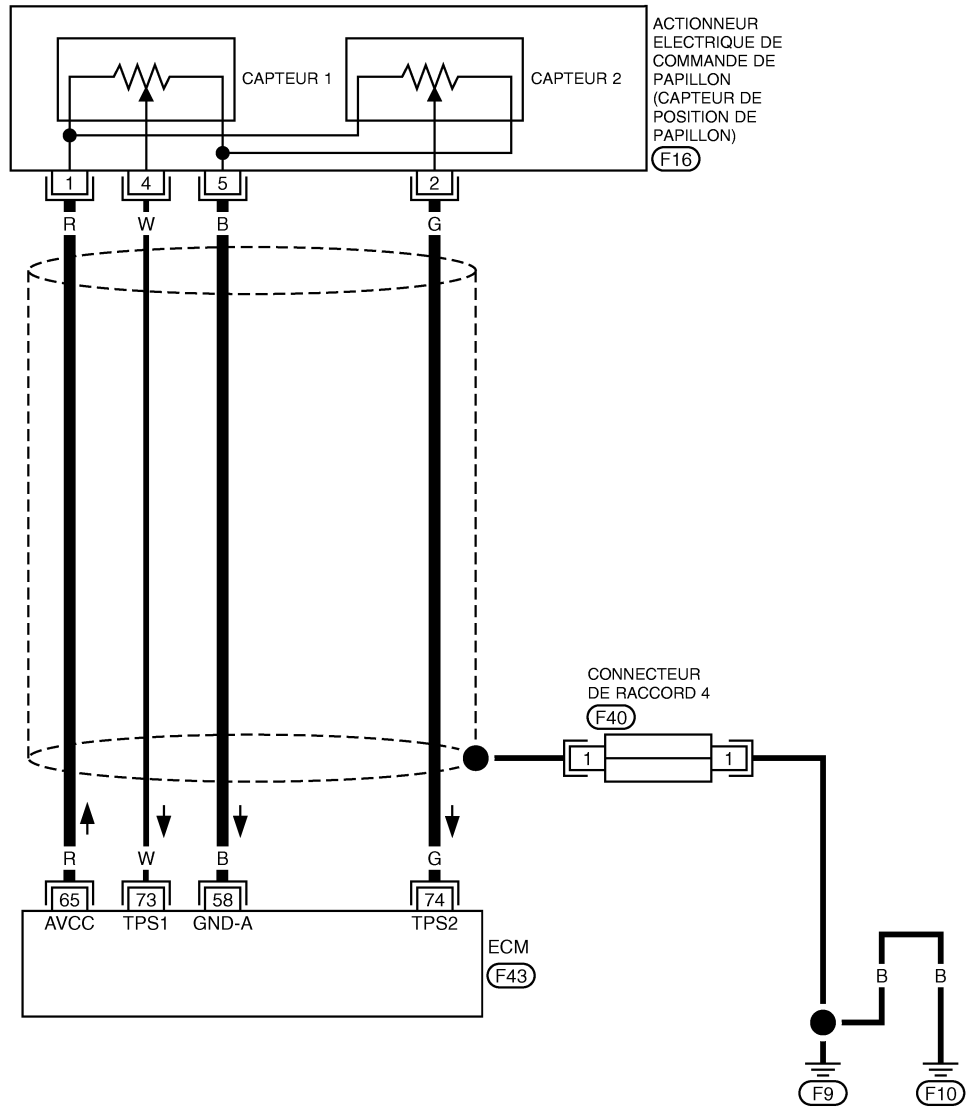 ACTIONNEUR
ELECTRIQUE DE
COMMANDE DE
PAPILLON
(CAPTEUR DE
POSITION DE
PAPILLON)
F16
CAPTEUR 1
CAPTEUR 2
1 4 5 2
R W B G
CONNECTEUR
DE RACCORD 4
F40
1 1
R W B G
65 73 58 74
AVCC TPS1 GND-A TPS2
ECM
F43
B B
F9 F10